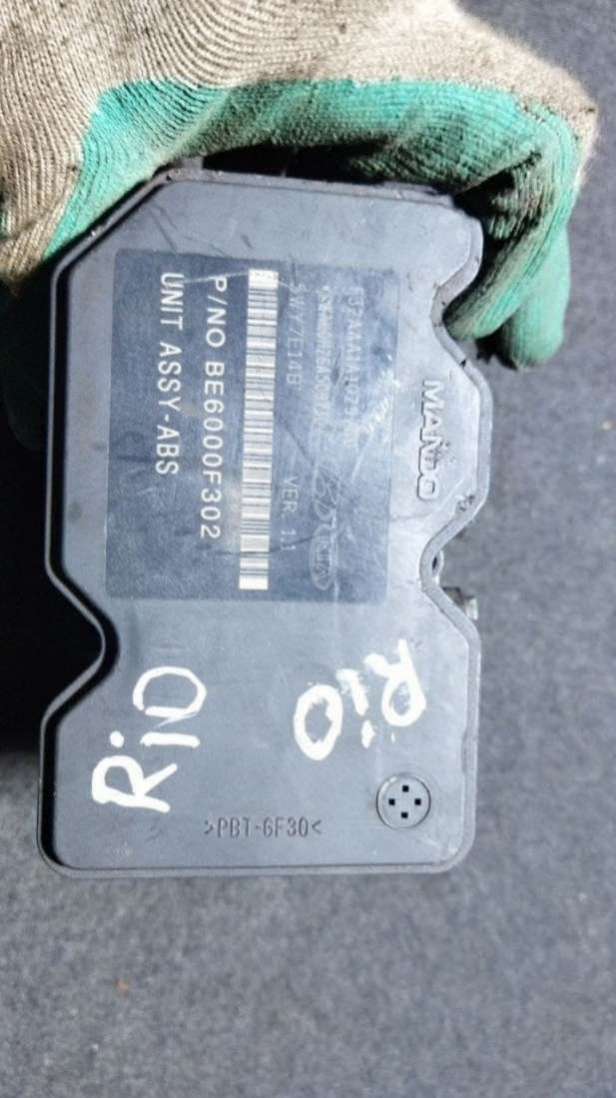 MANDO
VER. 1.1
P/NO BE6000F302
UNIT ASSY-ABS
Rio
Rio
>PBT-GF30<